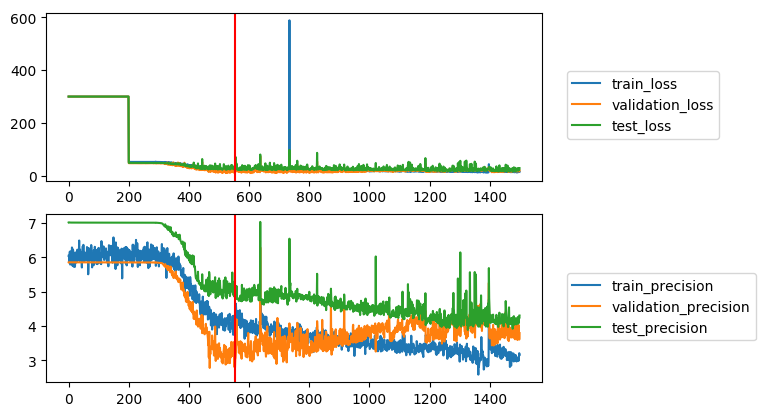 600
400
200
0
0 200 400 600 800 1000 1200 1400
train_loss
validation_loss
test_loss
7
6
5
4
3
0 200 400 600 800 1000 1200 1400
train_precision
validation_precision
test_precision